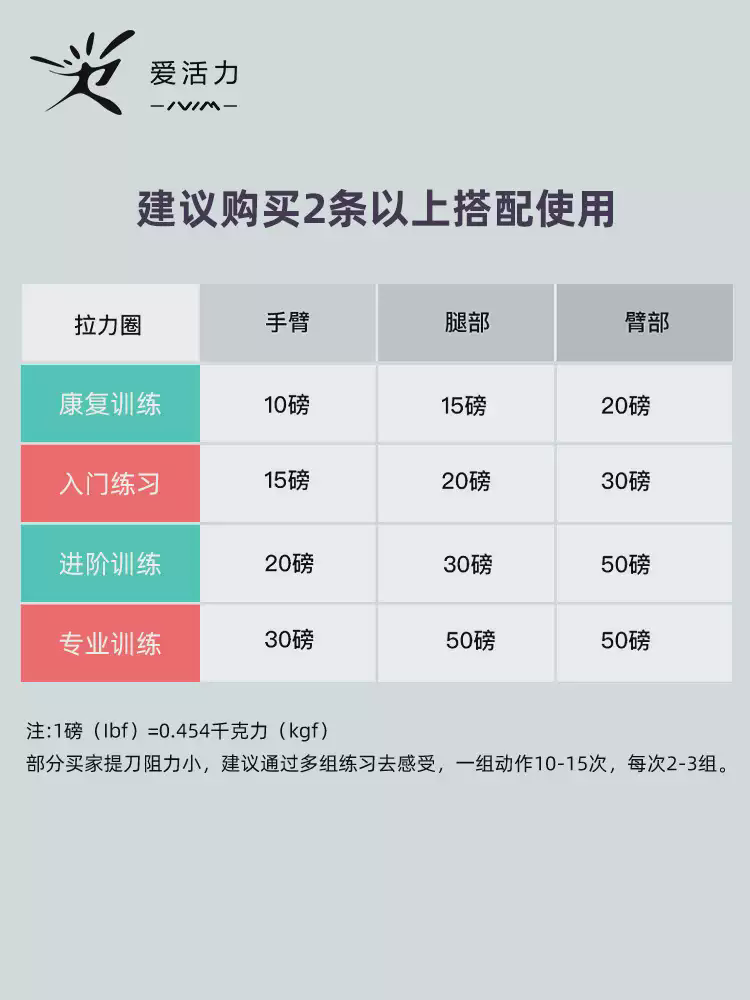 爱活力
IVIM
建议购买2条以上搭配使用
拉力圈 手臂 腿部 臂部
康复训练 10磅 15磅 20磅
入门练习 15磅 20磅 30磅
进阶训练 20磅 30磅 50磅
专业训练 30磅 50磅 50磅
注:1磅（Ibf）=0.454千克力（kgf）
部分买家提刀阻力小，建议通过多组练习去感受，一组动作10-15次，每次2-3组。